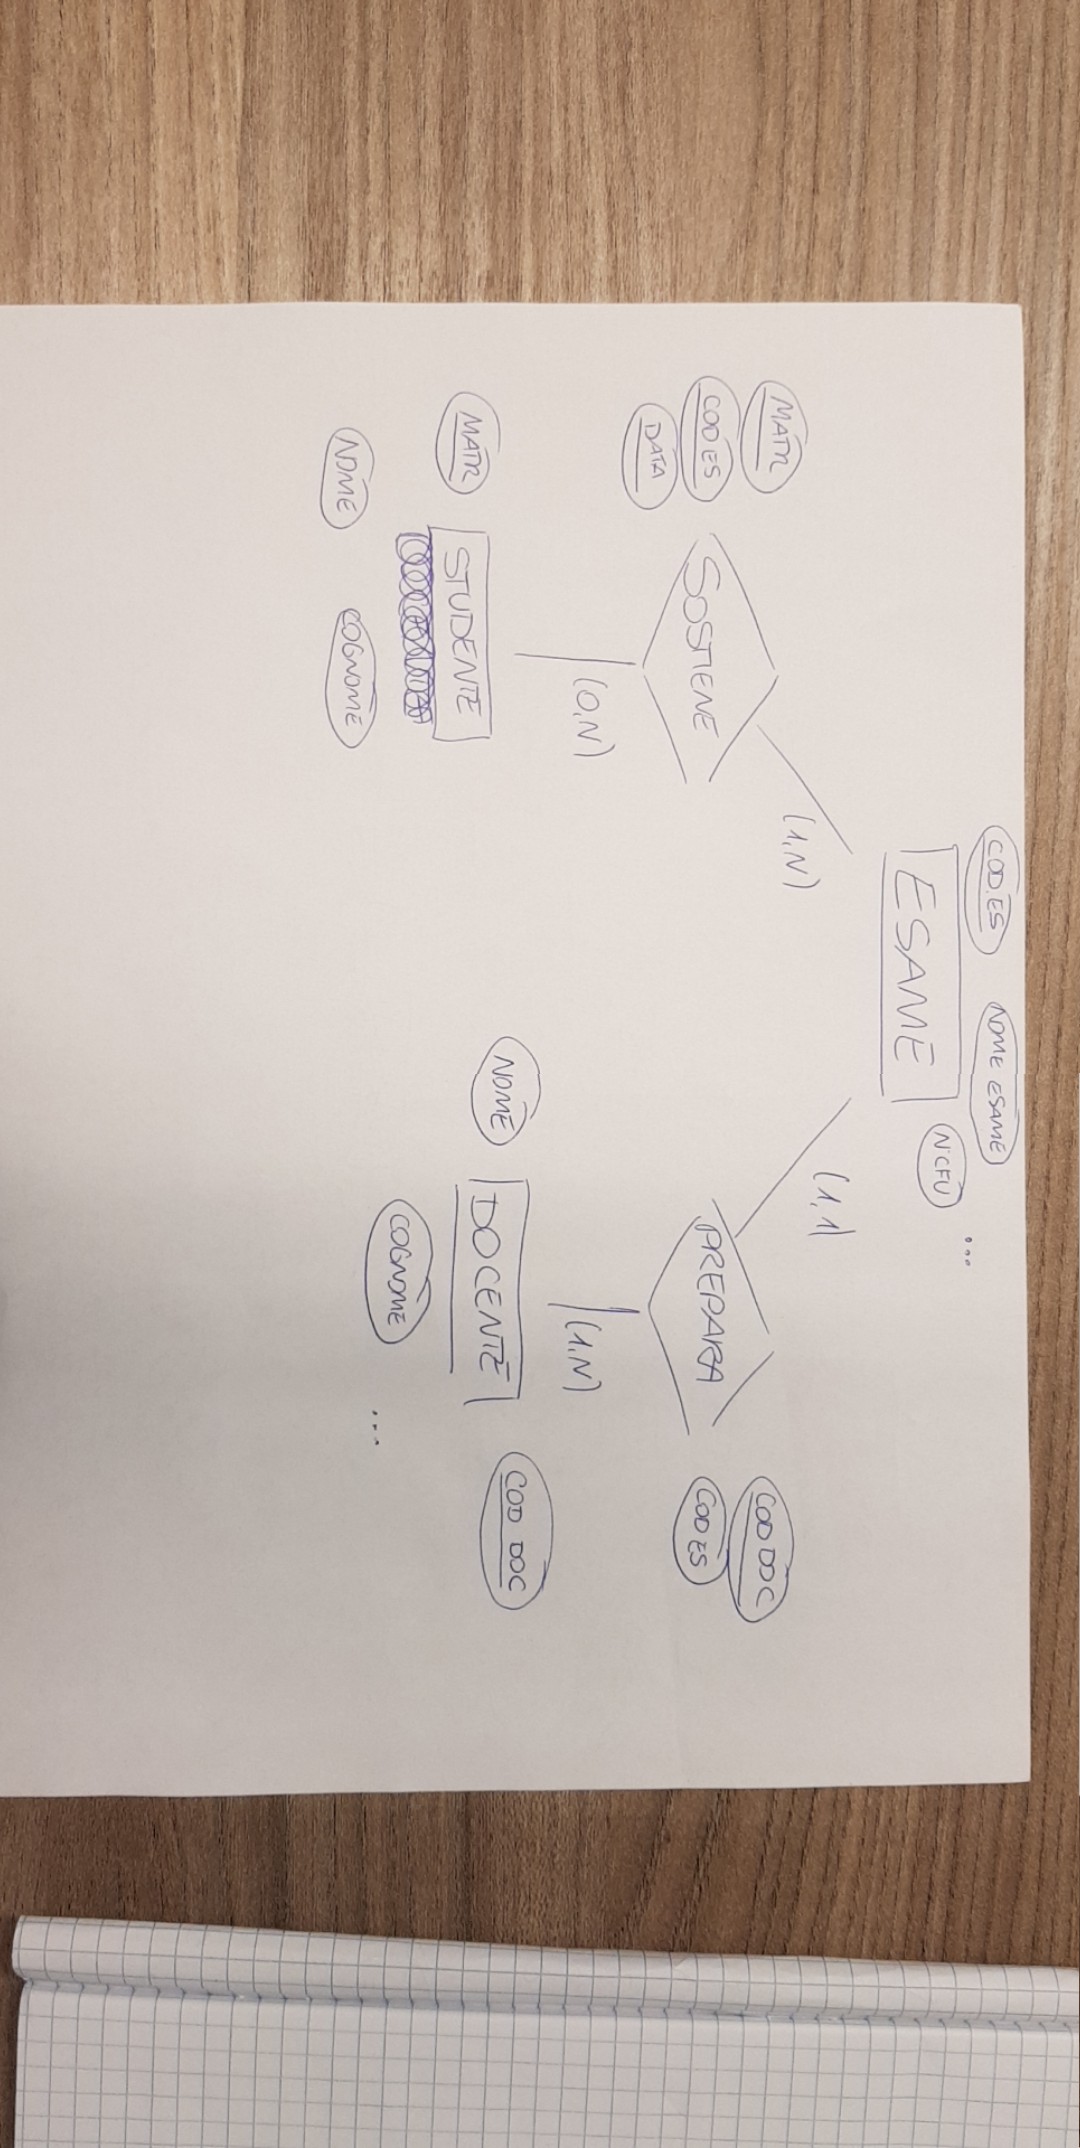 COD.ES
NOME ESAME
N.CFU
...
ESAME
(1,N)
(1,1)
MATR
COD ES
DATA
SOSTIENE
PREPARA
COD DOC
COD ES
(0,N)
(1,N)
MATR
STUDENTE
NOME
COGNOME
NOME
DOCENTE
COD DOC
COGNOME
...